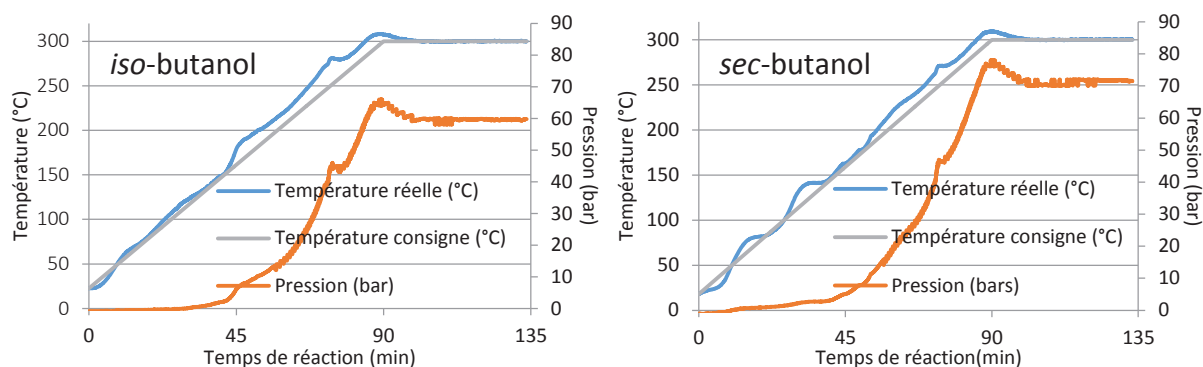 iso-butanol
Température (°C)
300
250
200
150
100
50
0
Pression (bar)
90
80
70
60
50
40
30
20
10
0
Température réelle (°C)
Température consigne (°C)
Pression (bar)
0 45 90 135
Temps de réaction (min)
sec-butanol
Température (°C)
300
250
200
150
100
50
0
Pression (bar)
90
80
70
60
50
40
30
20
10
0
Température réelle (°C)
Température consigne (°C)
Pression (bars)
0 45 90 135
Temps de réaction(min)